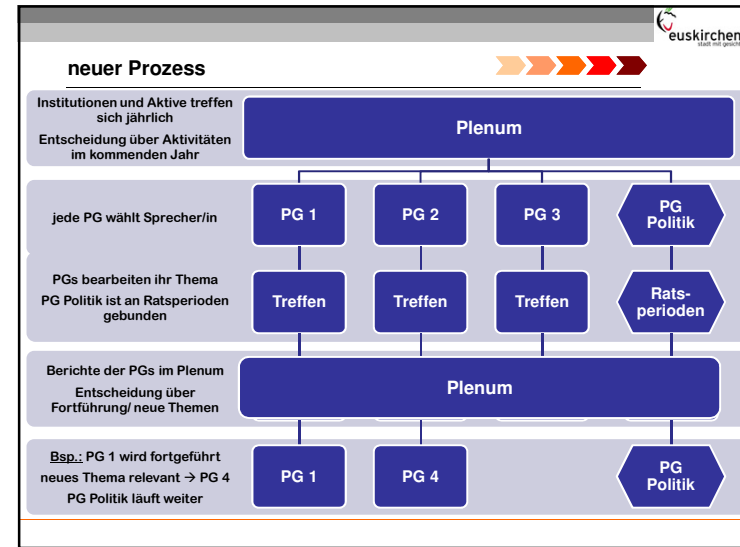 euskirchen
stadt mit gesicht
neuer Prozess
Institutionen und Aktive treffen
sich jährlich
Entscheidung über Aktivitäten
im kommenden Jahr
Plenum
jede PG wählt Sprecher/in
PG 1
PG 2
PG 3
PG
Politik
PGs bearbeiten ihr Thema
PG Politik ist an Ratsperioden
gebunden
Treffen
Treffen
Treffen
Rats-
perioden
Berichte der PGs im Plenum
Entscheidung über
Fortführung/ neue Themen
Plenum
Bsp.: PG 1 wird fortgeführt
neues Thema relevant → PG 4
PG Politik läuft weiter
PG 1
PG 4
PG
Politik